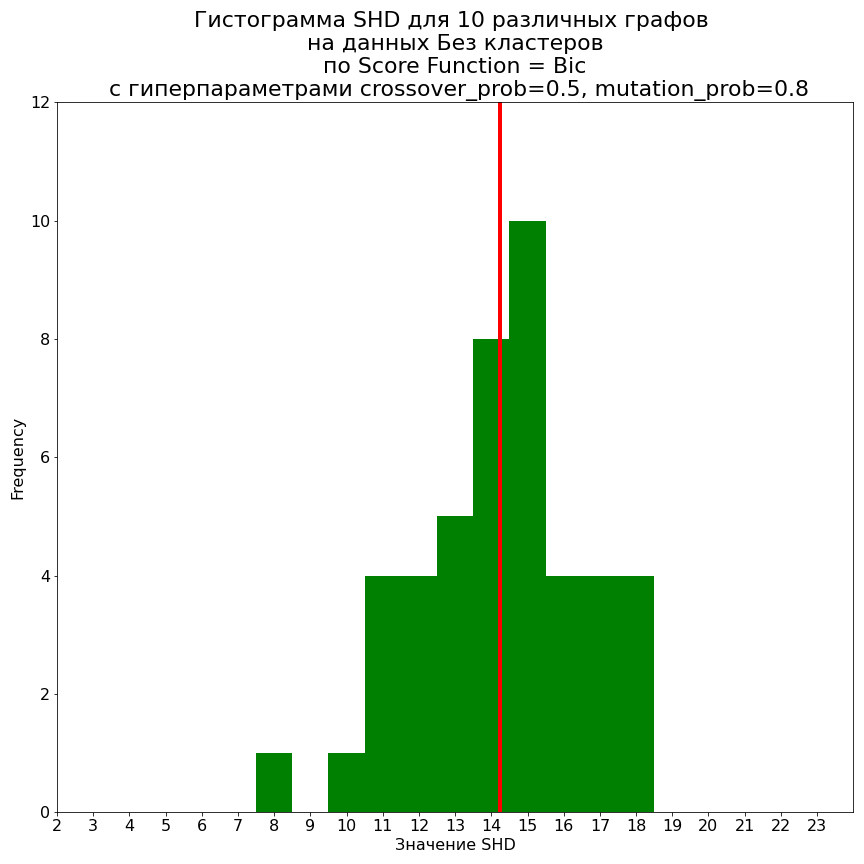 Гистограмма SHD для 10 различных графов
на данных Без кластеров
по Score Function = Bic
с гиперпараметрами crossover_prob=0.5, mutation_prob=0.8
12
10
8
6
4
2
0
Frequency
2 3 4 5 6 7 8 9 10 11 12 13 14 15 16 17 18 19 20 21 22 23
Значение SHD